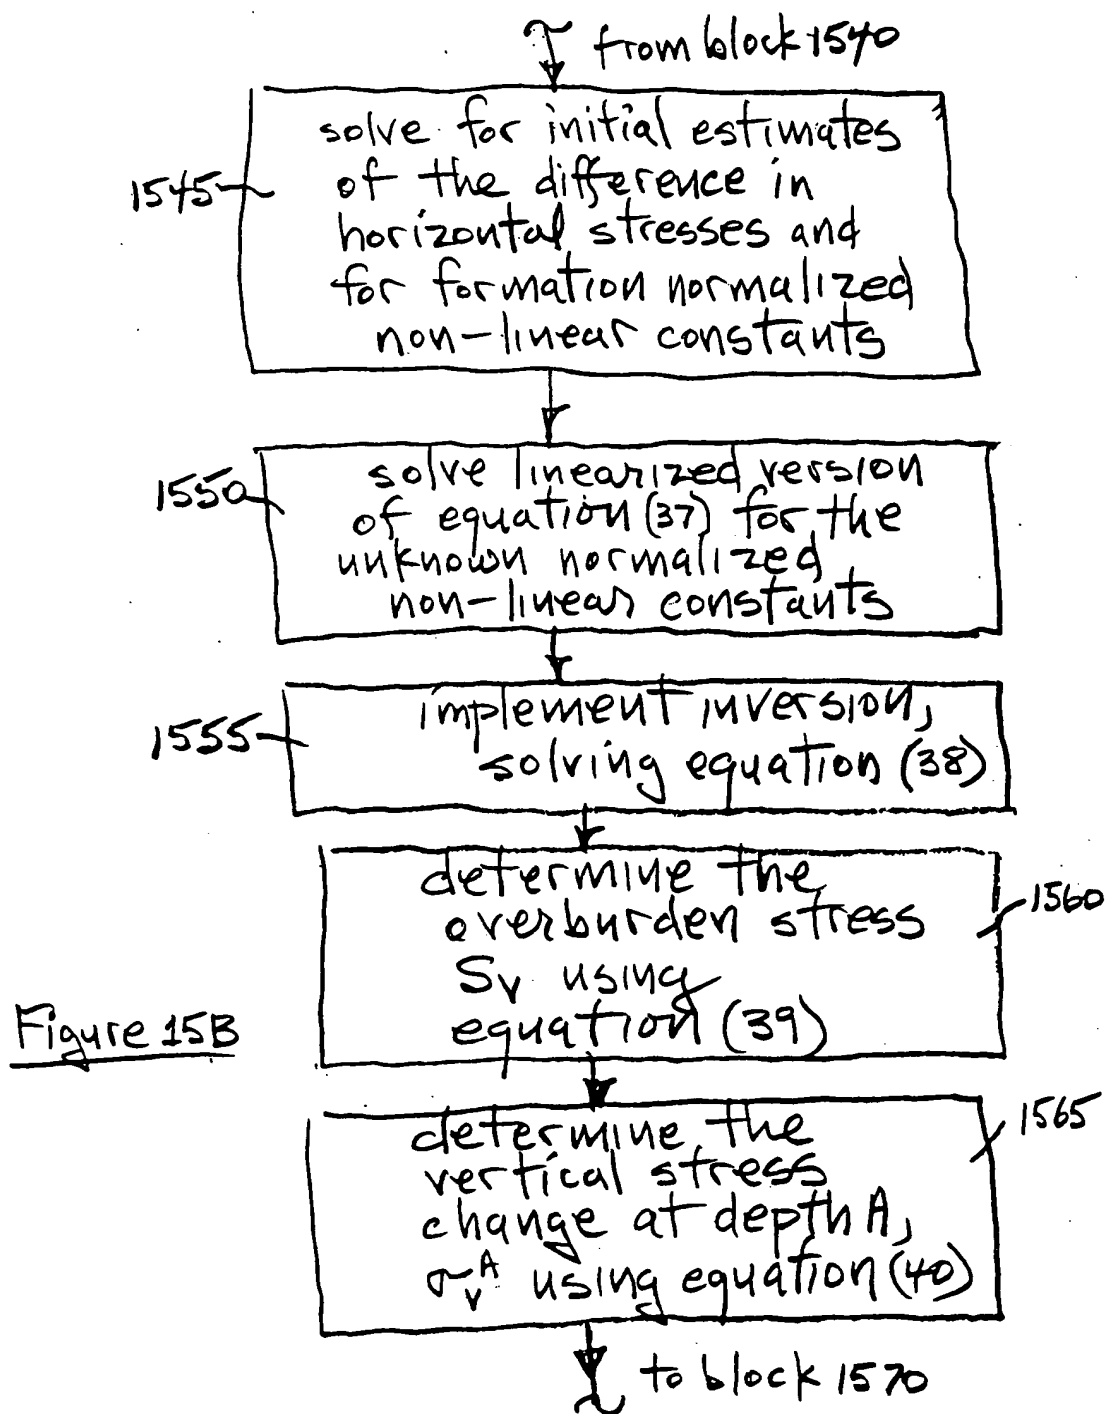 from block 1540
solve for initial estimates
of the difference in
1545
horizontal stresses and
for formation normalized
non-linear constants
solve linearized version
1550
of equation (37) for the
unknown normalized
non-linear constants
implement inversion,
1555
solving equation (38)
determine the
overburden stress
1560
Sv using
equation (39)
Figure 15B
determine the
1565
vertical stress
change at depth A,
σvA using equation (40)
to block 1570